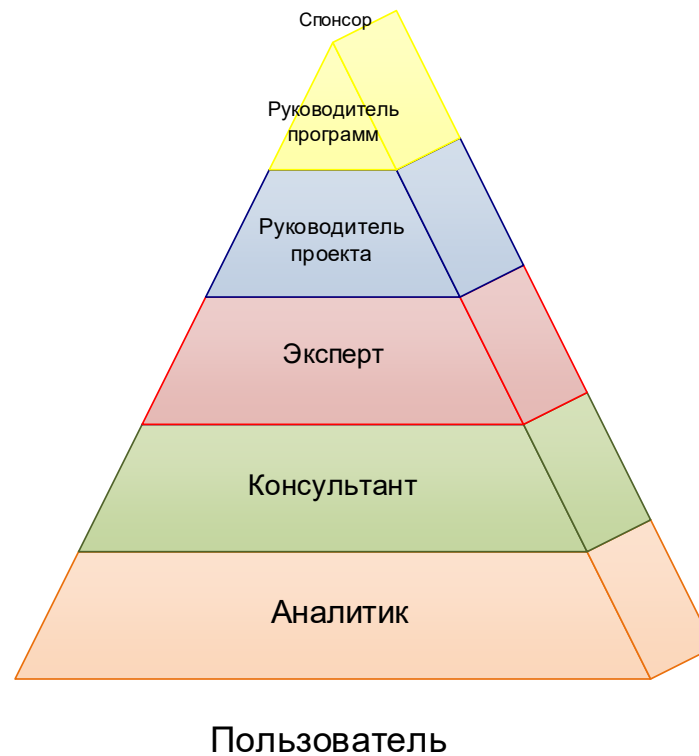 Спонсор
Руководитель
программ
Руководитель
проекта
Эксперт
Консультант
Аналитик
Пользователь